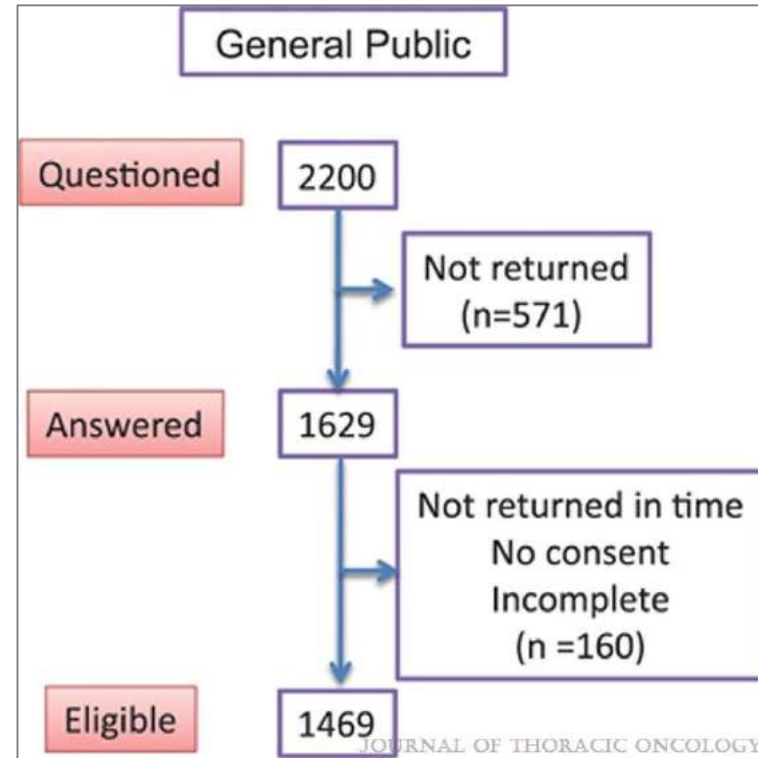 General Public
Questioned
2200
Not returned
(n=571)
Answered
1629
Not returned in time
No consent
Incomplete
(n =160)
Eligible
1469
JOURNAL OF THORACIC ONCOLOGY